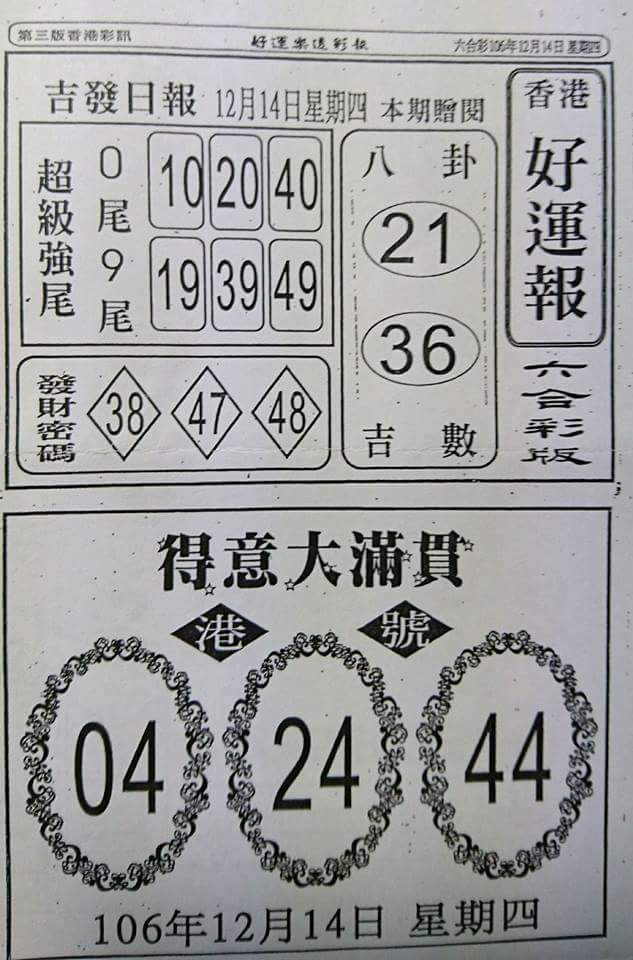 第三版香港彩訊 好運樂透彩報 六合彩106年12月14日星期四
吉發日報 12月14日星期四 本期贈閱
香港
好運報
六合彩版
超級強尾
0尾 10 20 40
9尾 19 39 49
八卦
21
36
吉數
發財密碼 38 47 48
得意大滿貫
港號
04 24 44
106年12月14日 星期四